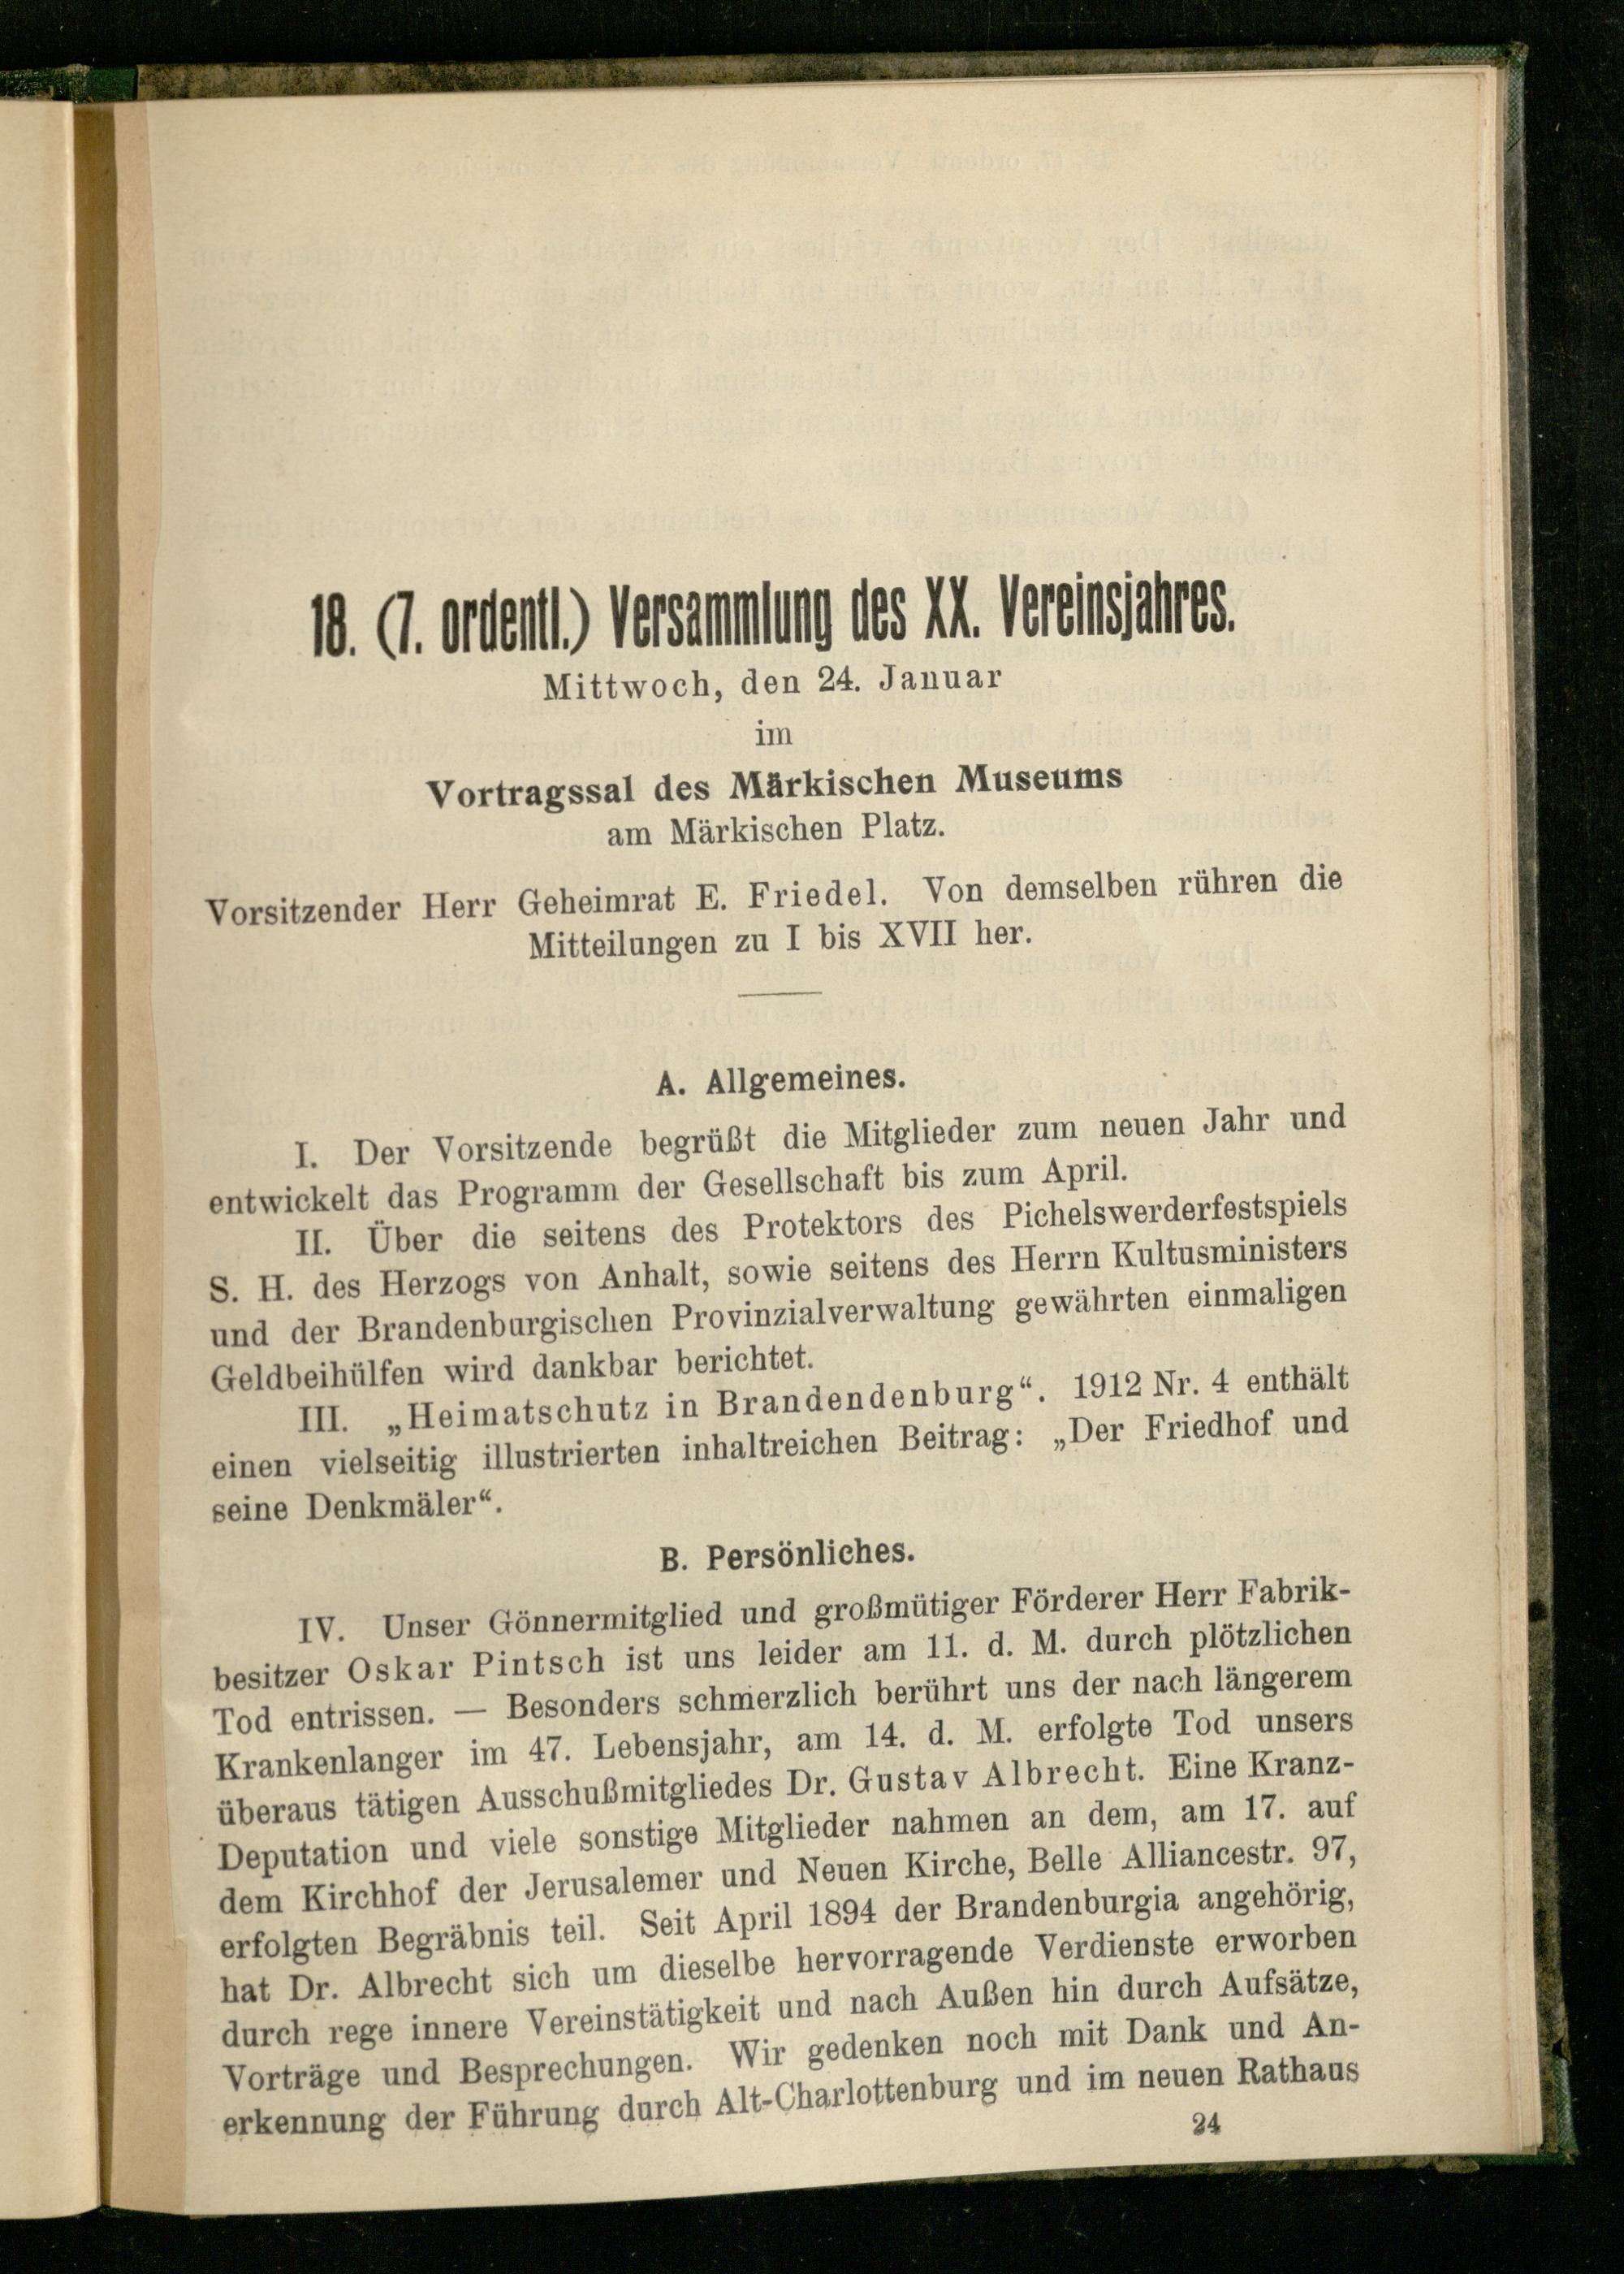 18. (7. ordentl.) Versammlung des XX. Vereinsjahres.
Mittwoch, den 24. Januar
im
Vortragssal des Märkischen Museums
am Märkischen Platz.
Vorsitzender Herr Geheimrat E. Friedel. Von demselben rühren die
Mitteilungen zu I bis XVII her.
A. Allgemeines.
I. Der Vorsitzende begrüßt die Mitglieder zum neuen Jahr und
entwickelt das Programm der Gesellschaft bis zum April.
II. Über die seitens des Protektors des Pichelswerderfestspiels
S. H. des Herzogs von Anhalt, sowie seitens des Herrn Kultusministers
und der Brandenburgischen Provinzialverwaltung gewährten einmaligen
Geldbeihülfen wird dankbar berichtet.
III. „Heimatschutz in Brandendenburg“. 1912 Nr. 4 enthält
einen vielseitig illustrierten inhaltreichen Beitrag: „Der Friedhof und
seine Denkmäler“.
B. Persönliches.
IV. Unser Gönnermitglied und großmütiger Förderer Herr Fabrik-
besitzer Oskar Pintsch ist uns leider am 11. d. M. durch plötzlichen
Tod entrissen. — Besonders schmerzlich berührt uns der nach längerem
Krankenlanger im 47. Lebensjahr, am 14. d. M. erfolgte Tod unsers
überaus tätigen Ausschußmitgliedes Dr. Gustav Albrecht. Eine Kranz-
Deputation und viele sonstige Mitglieder nahmen an dem, am 17. auf
dem Kirchhof der Jerusalemer und Neuen Kirche, Belle Alliancestr. 97,
erfolgten Begräbnis teil. Seit April 1894 der Brandenburgia angehörig,
hat Dr. Albrecht sich um dieselbe hervorragende Verdienste erworben
durch rege innere Vereinstätigkeit und nach Außen hin durch Aufsätze,
Vorträge und Besprechungen. Wir gedenken noch mit Dank und An-
erkennung der Führung durch Alt-Charlottenburg und im neuen Rathaus
24